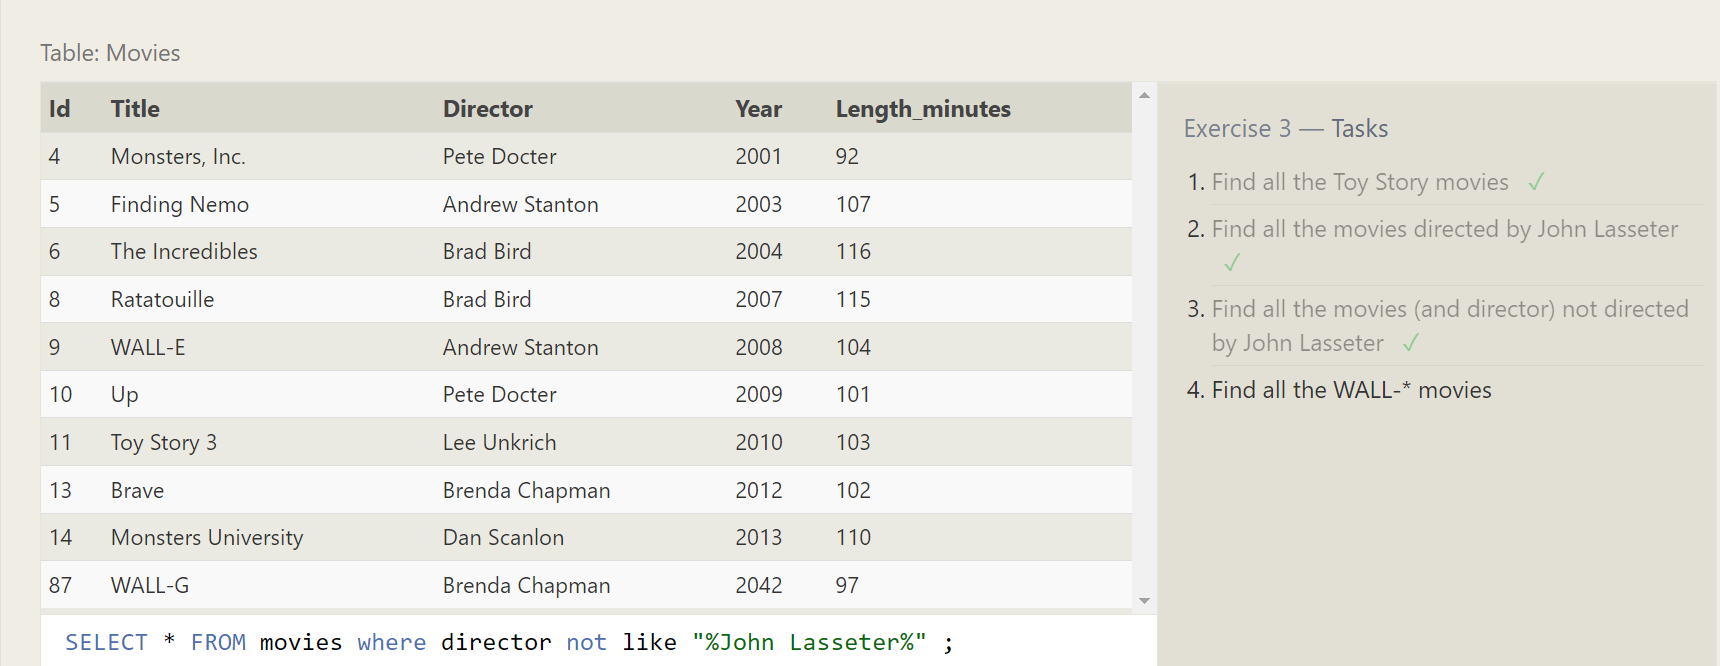 Table: Movies
Id Title Director Year Length_minutes
4 Monsters, Inc. Pete Docter 2001 92
5 Finding Nemo Andrew Stanton 2003 107
6 The Incredibles Brad Bird 2004 116
8 Ratatouille Brad Bird 2007 115
9 WALL-E Andrew Stanton 2008 104
10 Up Pete Docter 2009 101
11 Toy Story 3 Lee Unkrich 2010 103
13 Brave Brenda Chapman 2012 102
14 Monsters University Dan Scanlon 2013 110
87 WALL-G Brenda Chapman 2042 97
SELECT * FROM movies where director not like "%John Lasseter%" ;
Exercise 3 — Tasks
1. Find all the Toy Story movies ✓
2. Find all the movies directed by John Lasseter
✓
3. Find all the movies (and director) not directed
by John Lasseter ✓
4. Find all the WALL-* movies